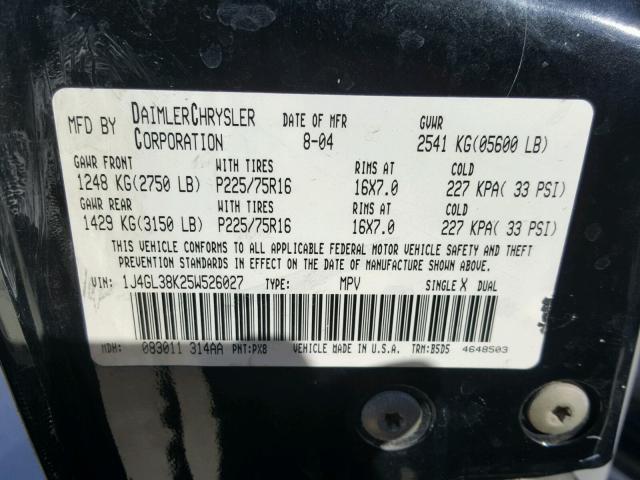 MFD BY DAIMLERCHRYSLER CORPORATION DATE OF MFR 8-04 GVWR 2541 KG(05600 LB)
GAWR FRONT WITH TIRES RIMS AT COLD
1248 KG(2750 LB) P225/75R16 16X7.0 227 KPA( 33 PSI)
GAWR REAR WITH TIRES RIMS AT COLD
1429 KG(3150 LB) P225/75R16 16X7.0 227 KPA( 33 PSI)
THIS VEHICLE CONFORMS TO ALL APPLICABLE FEDERAL MOTOR VEHICLE SAFETY AND THEFT
PREVENTION STANDARDS IN EFFECT ON THE DATE OF MANUFACTURE SHOWN ABOVE.
VIN: 1J4GL38K25W526027 TYPE: MPV SINGLE X DUAL
MDH: 083011 314AA PNT:PX8 VEHICLE MADE IN U.S.A. TRM:B5D5 4648503